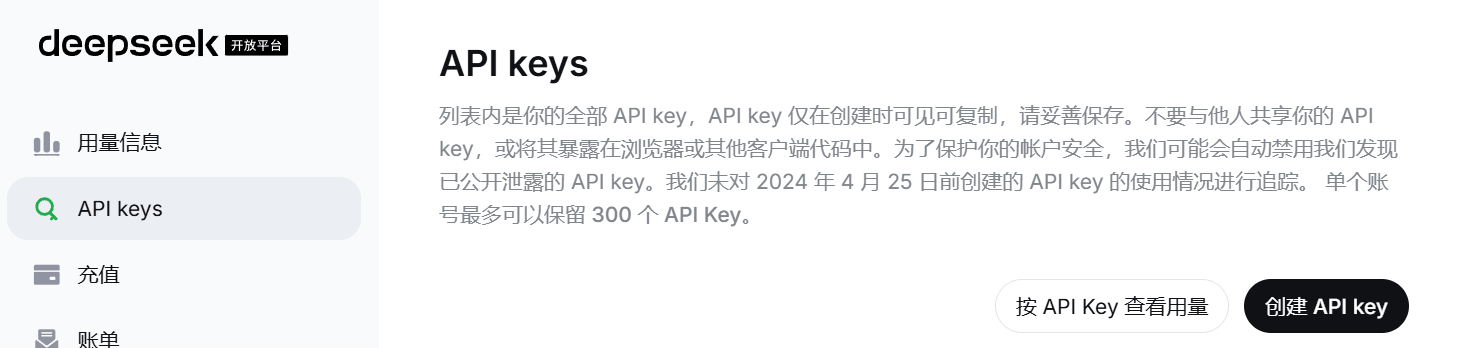 deepseek 开放平台
用量信息
API keys
充值
账单
API keys
列表内是你的全部 API key，API key 仅在创建时可见可复制，请妥善保存。不要与他人共享你的 API
key，或将其暴露在浏览器或其他客户端代码中。为了保护你的帐户安全，我们可能会自动禁用我们发现
已公开泄露的 API key。我们未对 2024 年 4 月 25 日前创建的 API key 的使用情况进行追踪。 单个账
号最多可以保留 300 个 API Key。
按 API Key 查看用量
创建 API key